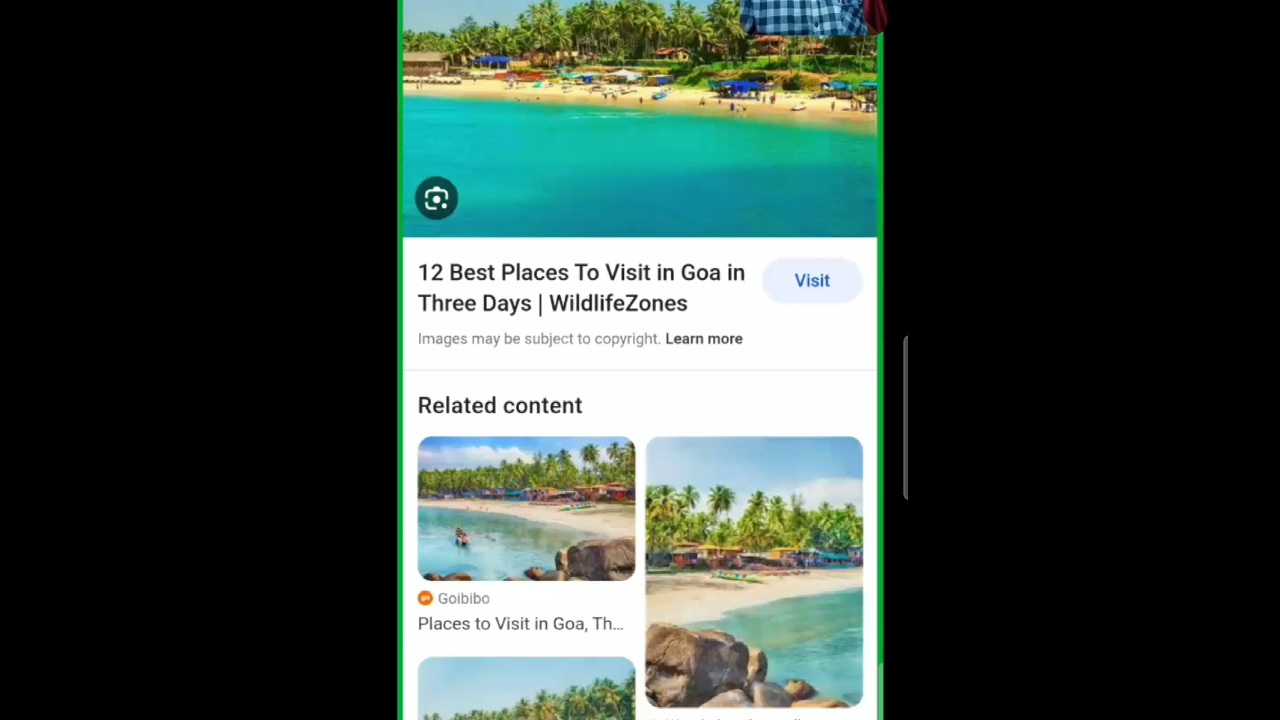 12 Best Places To Visit in Goa in
Three Days | WildlifeZones
Visit
Images may be subject to copyright. Learn more
Related content
Goibibo
Places to Visit in Goa, Th...